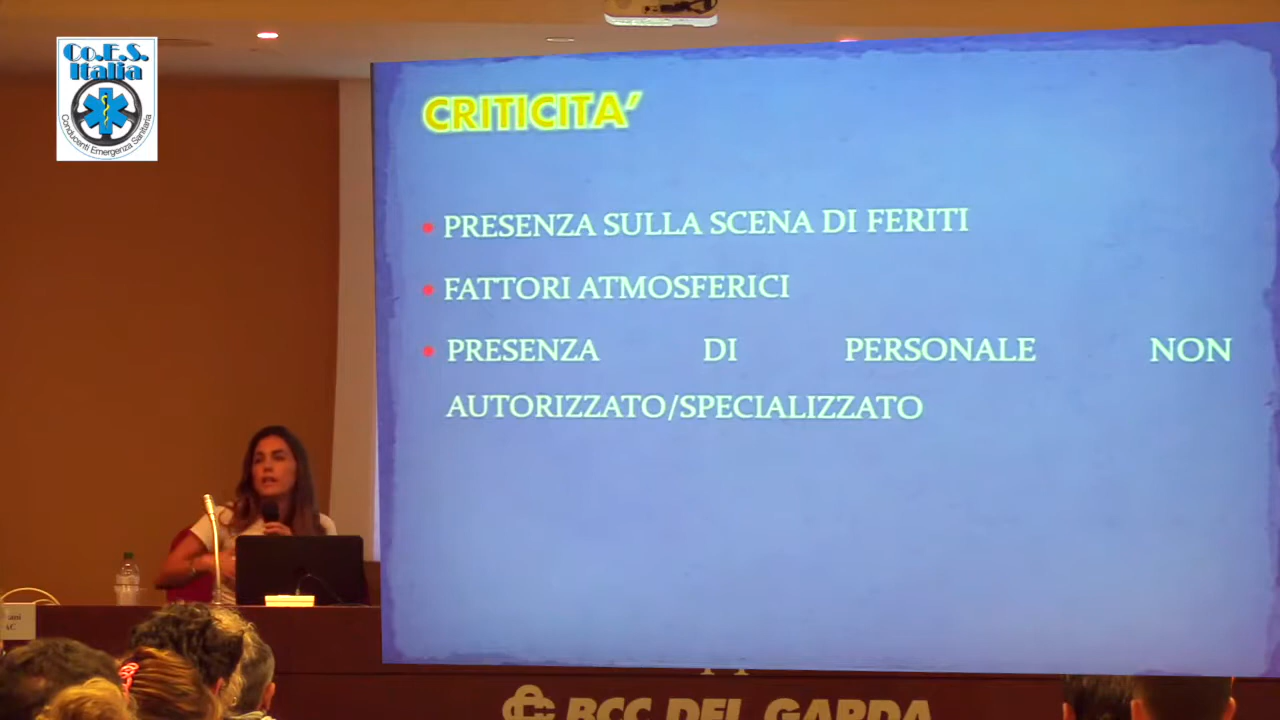 Co.E.S.
Italia
Conducenti Emergenza Sanitaria
CRITICITA’
PRESENZA SULLA SCENA DI FERITI
FATTORI ATMOSFERICI
PRESENZA DI PERSONALE NON
AUTORIZZATO/SPECIALIZZATO
BCC DEL GARDA